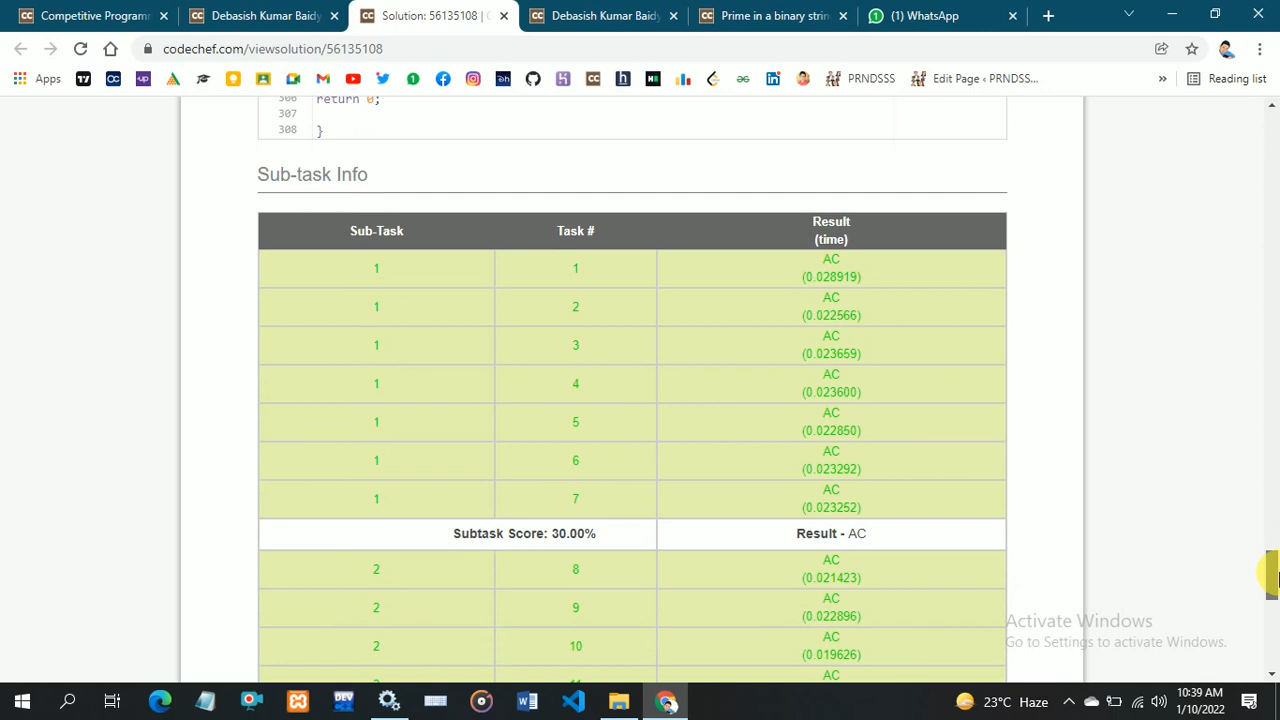 Competitive Programm
Debasish Kumar Baidy
Solution: 56135108 | C
Debasish Kumar Baidy
Prime in a binary strin
(1) WhatsApp
codechef.com/viewsolution/56135108
Apps
PRNDSSS
Edit Page ‹ PRNDSS...
»
Reading list
306 return 0;
307
308 }
Sub-task Info
Sub-Task Task # Result
(time)
1 1 AC
(0.028919)
1 2 AC
(0.022566)
1 3 AC
(0.023659)
1 4 AC
(0.023600)
1 5 AC
(0.022850)
1 6 AC
(0.023292)
1 7 AC
(0.023252)
Subtask Score: 30.00% Result - AC
2 8 AC
(0.021423)
2 9 AC
(0.022896)
2 10 AC
(0.019626)
AC
Activate Windows
Go to Settings to activate Windows.
23°C Haze
10:39 AM
1/10/2022